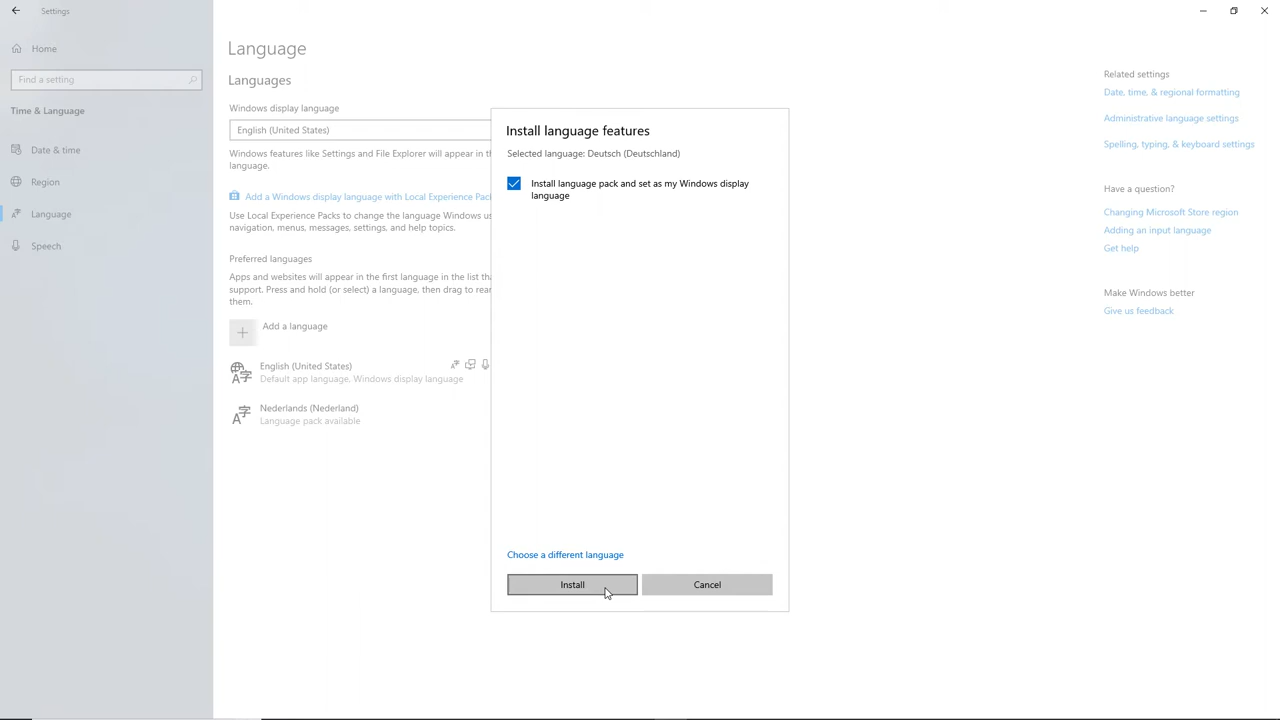 Settings
Home
Find a setting
Time & Language
Date & time
Region
Language
Speech
Language
Languages
Windows display language
English (United States)
Windows features like Settings and File Explorer will appear in th
language.
Add a Windows display language with Local Experience Pack
Use Local Experience Packs to change the language Windows us
navigation, menus, messages, settings, and help topics.
Preferred languages
Apps and websites will appear in the first language in the list tha
support. Press and hold (or select) a language, then drag to rear
them.
Add a language
English (United States)
Default app language, Windows display language
Nederlands (Nederland)
Language pack available
Install language features
Selected language: Deutsch (Deutschland)
Install language pack and set as my Windows display
language
Choose a different language
Install
Cancel
Related settings
Date, time, & regional formatting
Administrative language settings
Spelling, typing, & keyboard settings
Have a question?
Changing Microsoft Store region
Adding an input language
Get help
Make Windows better
Give us feedback